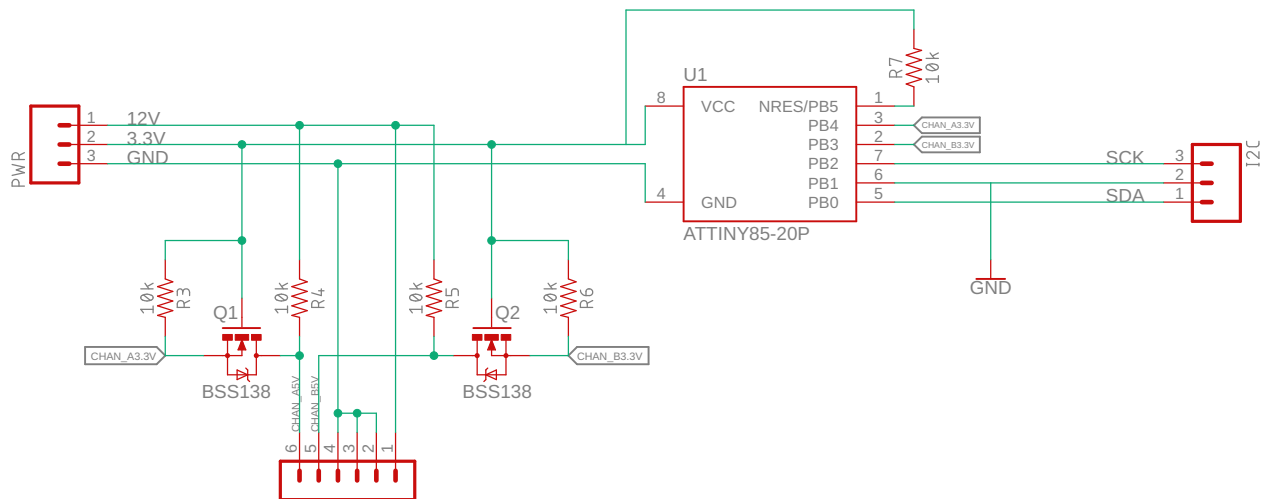 R7
10k
U1
8
VCC
NRES/PB5
1
PB4
3
CHAN_A3.3V
PB3
2
CHAN_B3.3V
PB2
7
PB1
6
4
GND
PB0
5
ATTINY85-20P
SCK
3
2
SDA
1
I2C
GND
PWR
1
12V
2
3.3V
3
GND
10k
R3
Q1
10k
R4
10k
R5
Q2
10k
R6
CHAN_A3.3V
BSS138
CHAN_A5V
CHAN_B5V
BSS138
CHAN_B3.3V
6
5
4
3
2
1